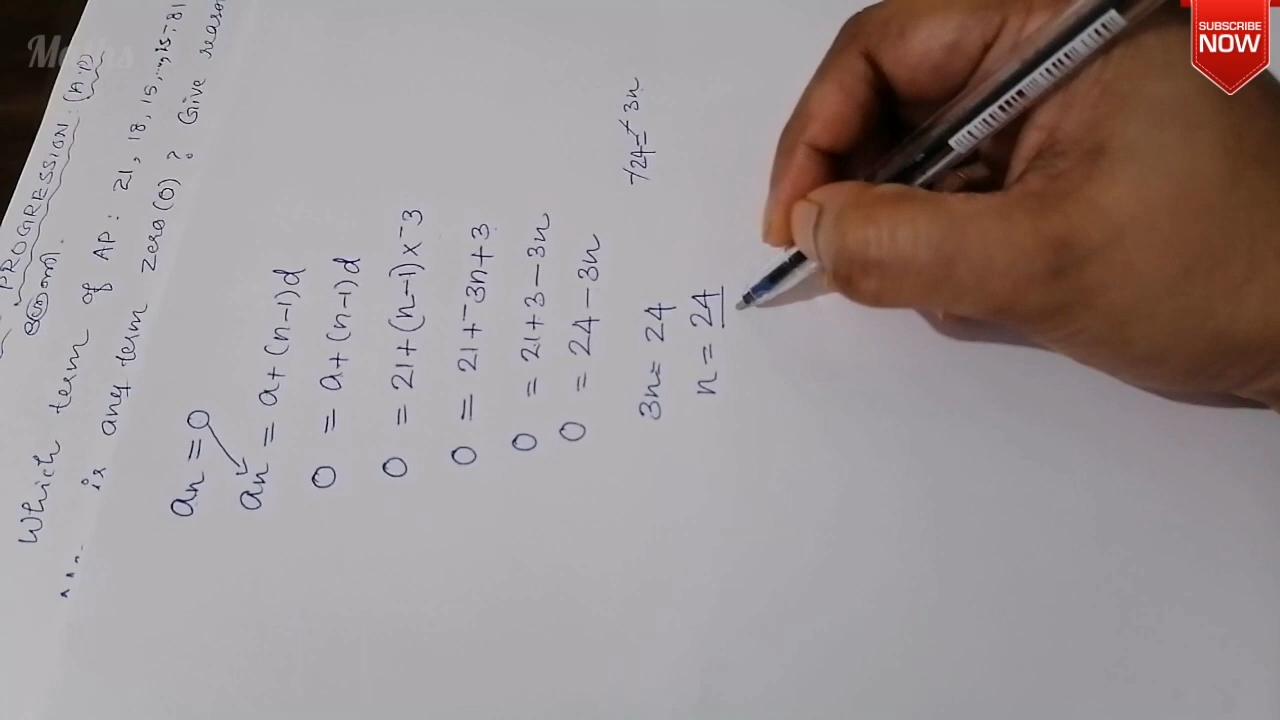 PROGRESSION (A.P)
Which term of AP: 21, 18, 15, ... is -81
.... is any term zero(0)? Give reason
an = 0
an = a+(n-1)d
0 = a+(n-1)d
0 = 21+(n-1)x-3
0 = 21+-3n+3
0 = 21+3-3n
0 = 24-3n
-24=-3n
3n= 24
n = 24
Maths
SUBSCRIBE
NOW